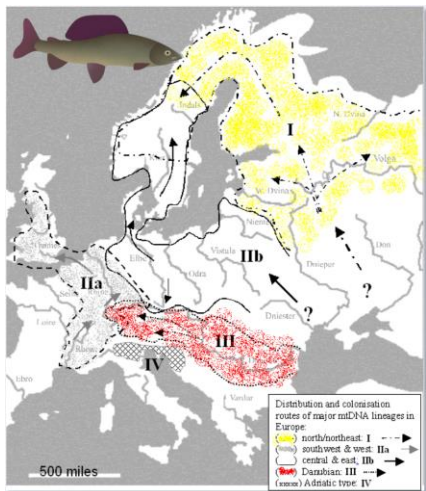 Indals
N. Dvina
I
Volga
W. Dvina
Niemen
Elbe
Vistula
IIb
Dnieper
Don
Odra
?
IIa
?
Dniester
Loire
Rhone
III
IV
Ebro
Vardar
500 miles
Distribution and colonisation
routes of major mtDNA lineages in
Europe:
north/northeast: I
southwest & west: IIa
central & east, IIb
Danubian: III
Adriatic type: IV